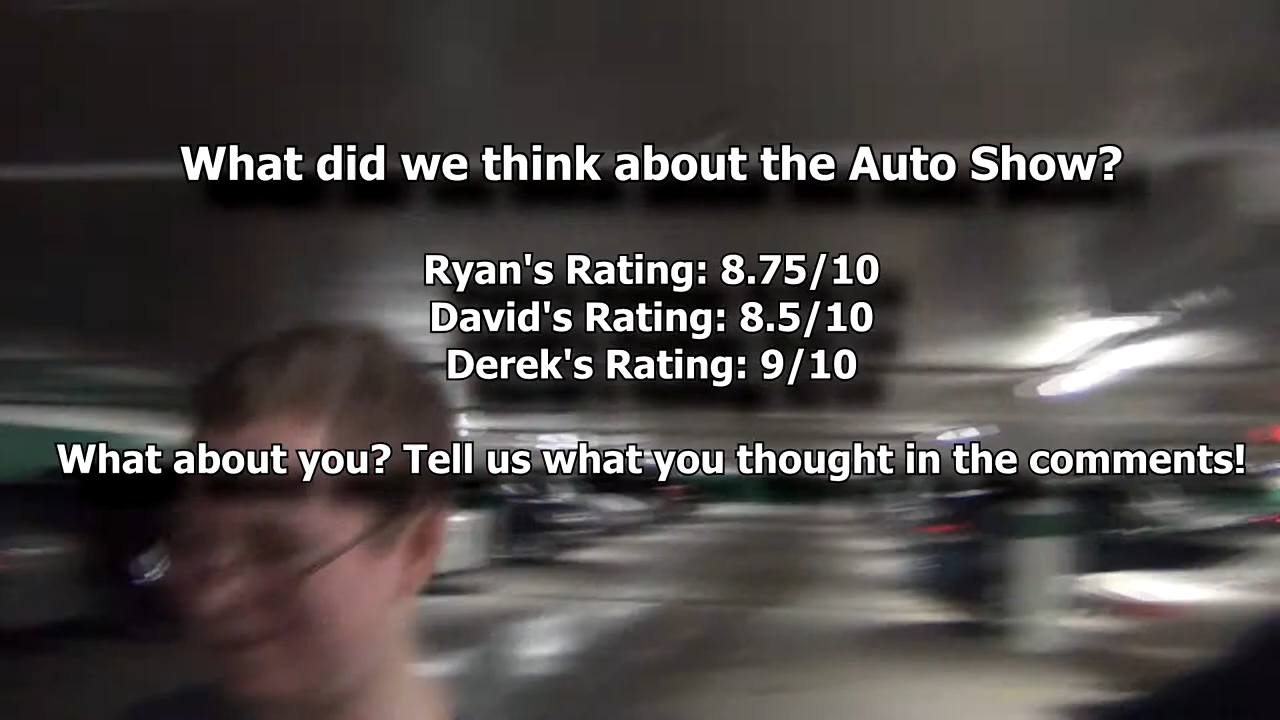 What did we think about the Auto Show?
Ryan's Rating: 8.75/10
David's Rating: 8.5/10
Derek's Rating: 9/10
What about you? Tell us what you thought in the comments!